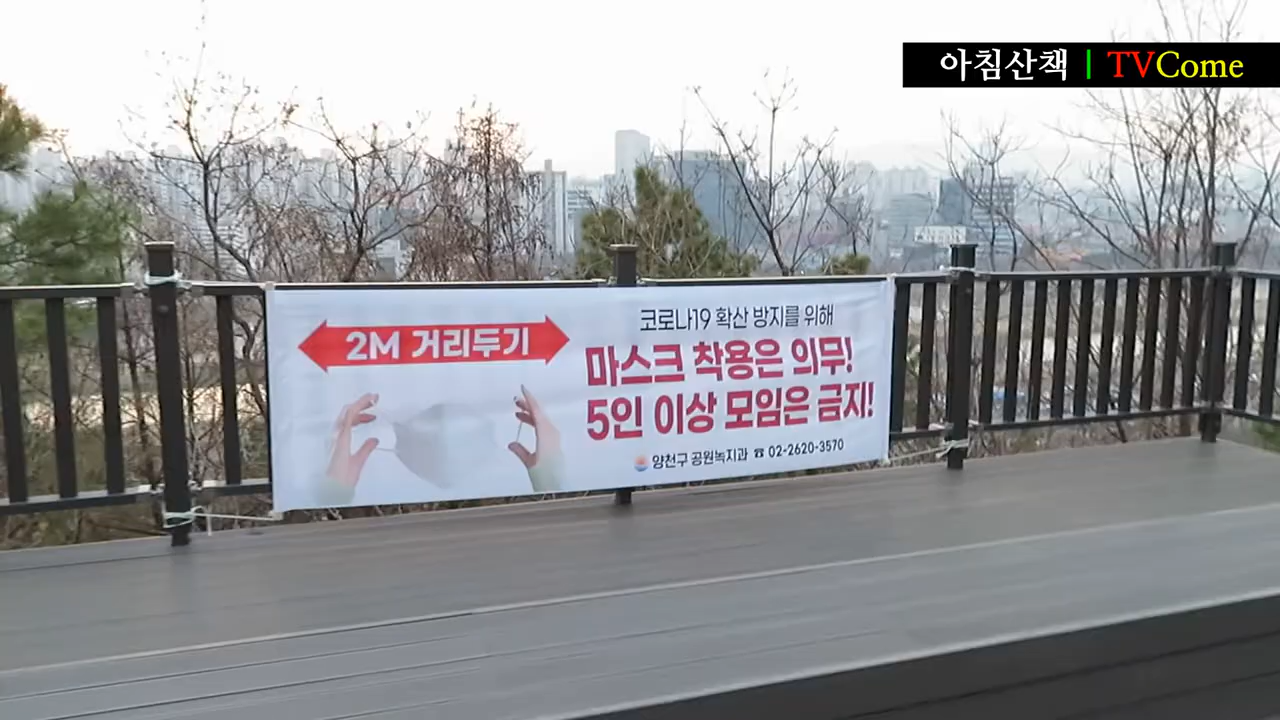 아침산책 | TVCome
2M 거리두기
코로나19 확산 방지를 위해
마스크 착용은 의무!
5인 이상 모임은 금지!
양천구 공원녹지과 ☎ 02-2620-3570